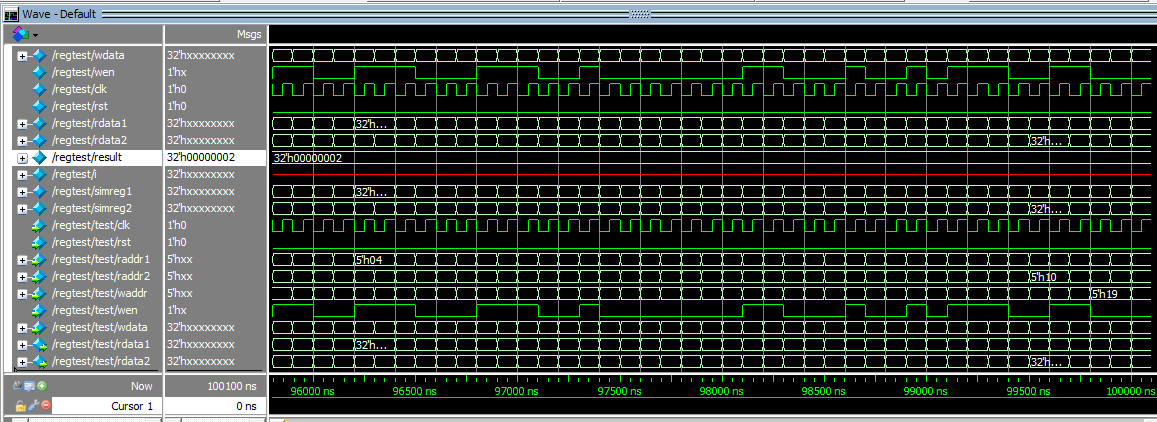 Wave - Default
Msgs
/regtest/wdata 32'hxxxxxxxx
/regtest/wen 1'hx
/regtest/clk 1'h0
/regtest/rst 1'h0
/regtest/rdata1 32'hxxxxxxxx 32'h...
/regtest/rdata2 32'hxxxxxxxx 32'h...
/regtest/result 32'h00000002 32'h00000002
/regtest/i 32'hxxxxxxxx
/regtest/simreg1 32'hxxxxxxxx 32'h...
/regtest/simreg2 32'hxxxxxxxx 32'h...
/regtest/test/clk 1'h0
/regtest/test/rst 1'h0
/regtest/test/raddr1 5'hxx 5'h04
/regtest/test/raddr2 5'hxx 5'h10
/regtest/test/waddr 5'hxx 5'h19
/regtest/test/wen 1'hx
/regtest/test/wdata 32'hxxxxxxxx
/regtest/test/rdata1 32'hxxxxxxxx 32'h...
/regtest/test/rdata2 32'hxxxxxxxx 32'h...
Now 100100 ns 96000 ns 96500 ns 97000 ns 97500 ns 98000 ns 98500 ns 99000 ns 99500 ns 100000 ns
Cursor 1 0 ns